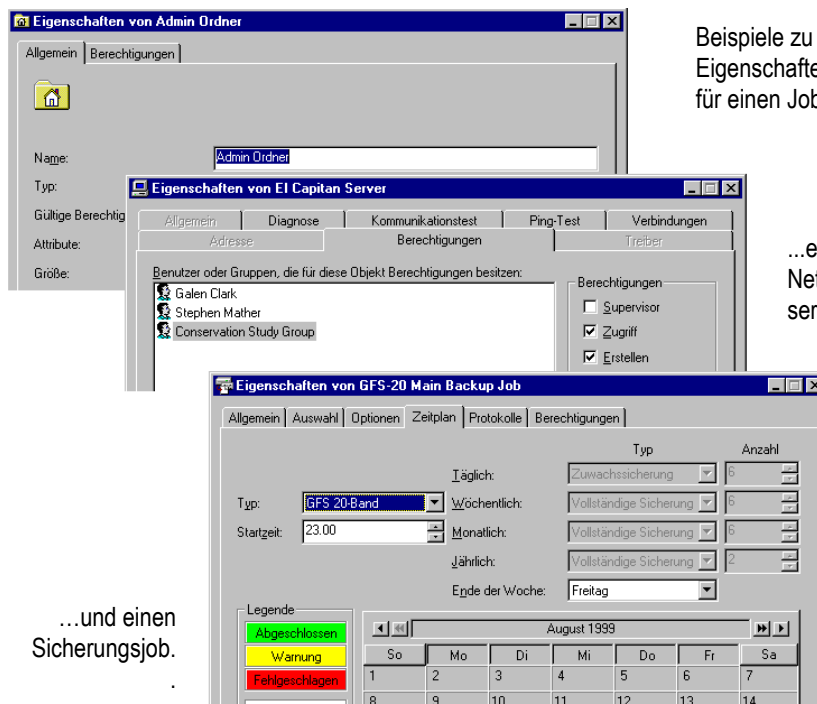 Eigenschaften von Admin Ordner
Allgemein Berechtigungen
Name: Admin Ordner
Typ:
Gültige Berechtig
Attribute:
Größe:
Beispiele zu
Eigenschafte
für einen Job
Eigenschaften von El Capitan Server
Allgemein Diagnose Kommunikationstest Ping-Test Verbindungen
Adresse Berechtigungen Treiber
Benutzer oder Gruppen, die für diese Objekt Berechtigungen besitzen:
Galen Clark
Stephen Mather
Conservation Study Group
Berechtigungen
Supervisor
Zugriff
Erstellen
...e
Net
ser
Eigenschaften von GFS-20 Main Backup Job
Allgemein Auswahl Optionen Zeitplan Protokolle Berechtigungen
Typ Anzahl
Täglich: Zuwachssicherung 6
Typ: GFS 20-Band Wöchentlich: Vollständige Sicherung 6
Startzeit: 23.00 Monatlich: Vollständige Sicherung 6
Jährlich: Vollständige Sicherung 2
Ende der Woche: Freitag
Legende
Abgeschlossen
Warnung
Fehlgeschlagen
August 1999
So Mo Di Mi Do Fr Sa
1 2 3 4 5 6 7
8 9 10 11 12 13 14
…und einen
Sicherungsjob.
.